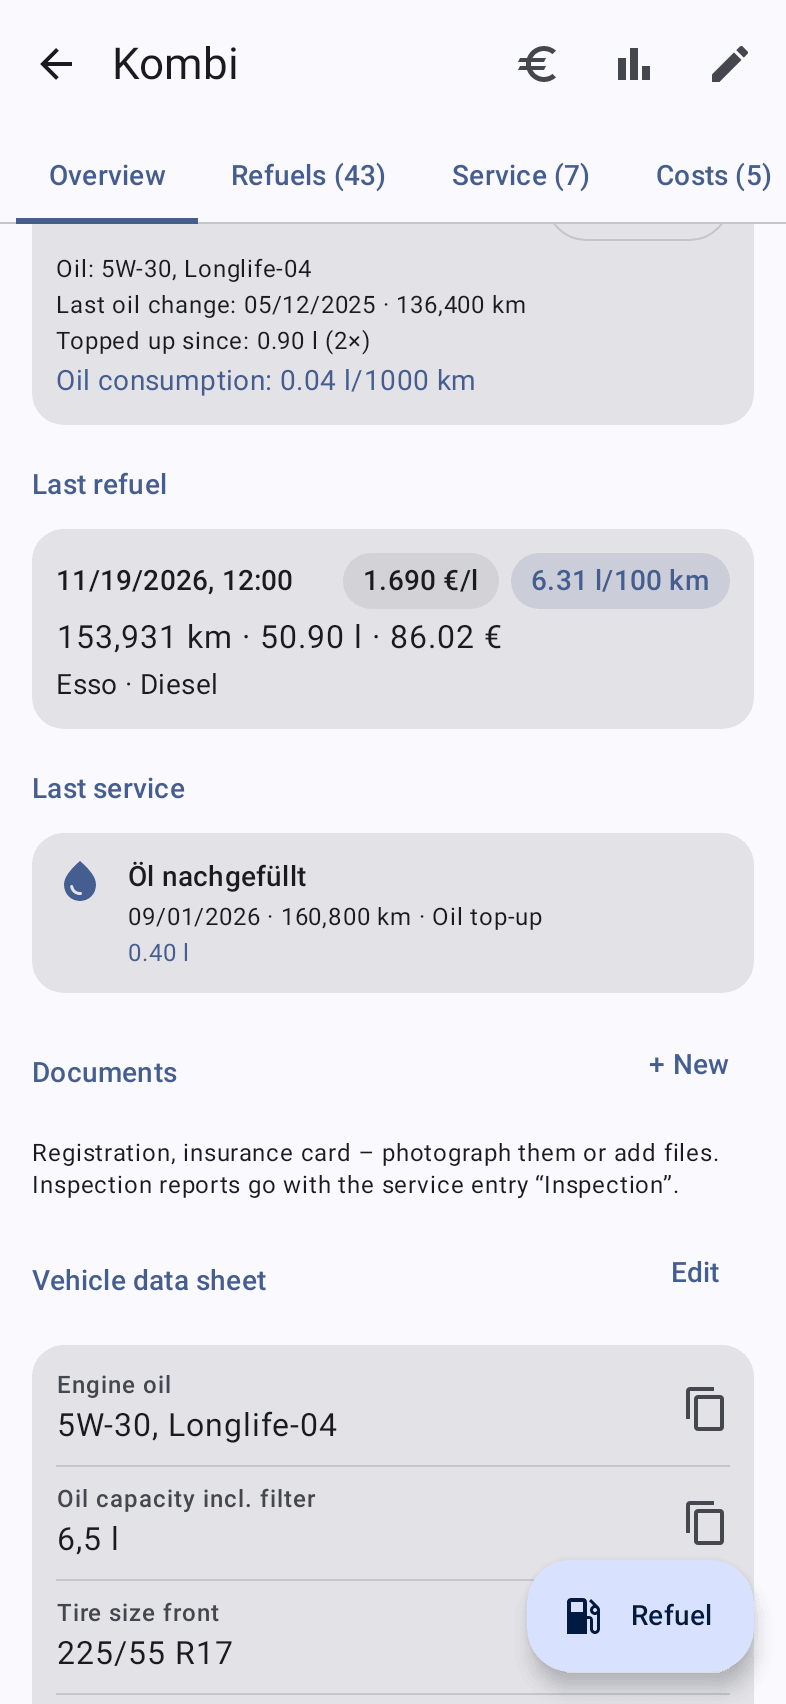 Kombi
Overview
Refuels (43)
Service (7)
Costs (5)
Oil: 5W-30, Longlife-04
Last oil change: 05/12/2025 · 136,400 km
Topped up since: 0.90 l (2×)
Oil consumption: 0.04 l/1000 km
Last refuel
11/19/2026, 12:00
1.690 €/l
6.31 l/100 km
153,931 km · 50.90 l · 86.02 €
Esso · Diesel
Last service
Öl nachgefüllt
09/01/2026 · 160,800 km · Oil top-up
0.40 l
Documents
+ New
Registration, insurance card – photograph them or add files.
Inspection reports go with the service entry “Inspection”.
Vehicle data sheet
Edit
Engine oil
5W-30, Longlife-04
Oil capacity incl. filter
6,5 l
Tire size front
225/55 R17
Refuel